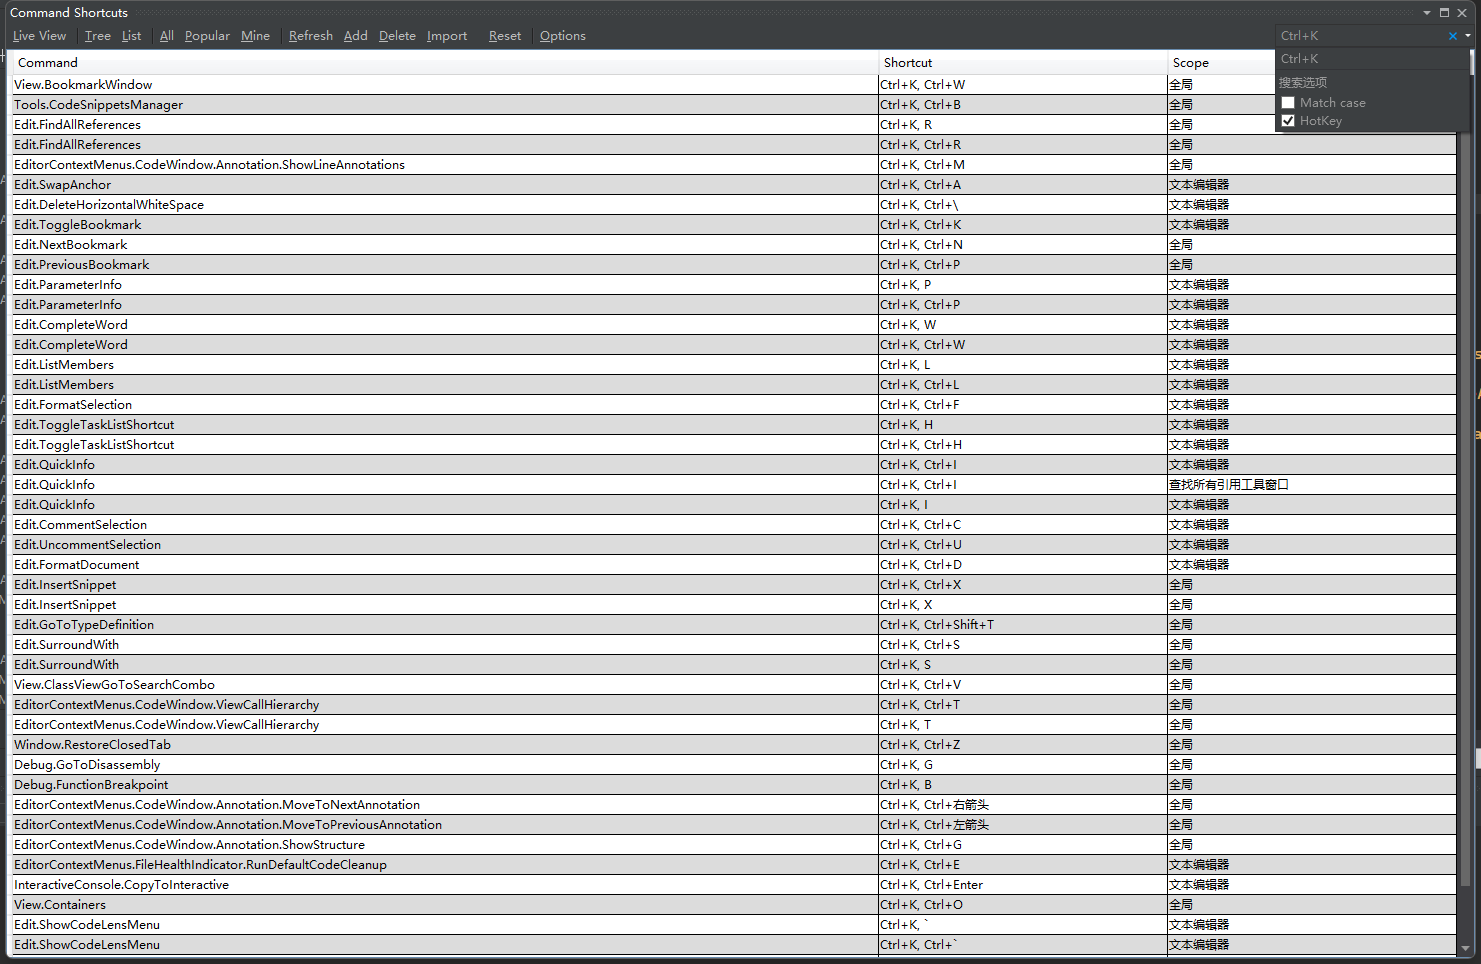 Command Shortcuts
Live View Tree List All Popular Mine Refresh Add Delete Import Reset Options Ctrl+K
Ctrl+K
搜索选项
Match case
HotKey
Command Shortcut Scope
View.BookmarkWindow Ctrl+K, Ctrl+W 全局
Tools.CodeSnippetsManager Ctrl+K, Ctrl+B 全局
Edit.FindAllReferences Ctrl+K, R 全局
Edit.FindAllReferences Ctrl+K, Ctrl+R 全局
EditorContextMenus.CodeWindow.Annotation.ShowLineAnnotations Ctrl+K, Ctrl+M 全局
Edit.SwapAnchor Ctrl+K, Ctrl+A 文本编辑器
Edit.DeleteHorizontalWhiteSpace Ctrl+K, Ctrl+\ 文本编辑器
Edit.ToggleBookmark Ctrl+K, Ctrl+K 文本编辑器
Edit.NextBookmark Ctrl+K, Ctrl+N 全局
Edit.PreviousBookmark Ctrl+K, Ctrl+P 全局
Edit.ParameterInfo Ctrl+K, P 文本编辑器
Edit.ParameterInfo Ctrl+K, Ctrl+P 文本编辑器
Edit.CompleteWord Ctrl+K, W 文本编辑器
Edit.CompleteWord Ctrl+K, Ctrl+W 文本编辑器
Edit.ListMembers Ctrl+K, L 文本编辑器
Edit.ListMembers Ctrl+K, Ctrl+L 文本编辑器
Edit.FormatSelection Ctrl+K, Ctrl+F 文本编辑器
Edit.ToggleTaskListShortcut Ctrl+K, H 文本编辑器
Edit.ToggleTaskListShortcut Ctrl+K, Ctrl+H 文本编辑器
Edit.QuickInfo Ctrl+K, Ctrl+I 文本编辑器
Edit.QuickInfo Ctrl+K, Ctrl+I 查找所有引用工具窗口
Edit.QuickInfo Ctrl+K, I 文本编辑器
Edit.CommentSelection Ctrl+K, Ctrl+C 文本编辑器
Edit.UncommentSelection Ctrl+K, Ctrl+U 文本编辑器
Edit.FormatDocument Ctrl+K, Ctrl+D 文本编辑器
Edit.InsertSnippet Ctrl+K, Ctrl+X 全局
Edit.InsertSnippet Ctrl+K, X 全局
Edit.GoToTypeDefinition Ctrl+K, Ctrl+Shift+T 全局
Edit.SurroundWith Ctrl+K, Ctrl+S 全局
Edit.SurroundWith Ctrl+K, S 全局
View.ClassViewGoToSearchCombo Ctrl+K, Ctrl+V 全局
EditorContextMenus.CodeWindow.ViewCallHierarchy Ctrl+K, Ctrl+T 全局
EditorContextMenus.CodeWindow.ViewCallHierarchy Ctrl+K, T 全局
Window.RestoreClosedTab Ctrl+K, Ctrl+Z 全局
Debug.GoToDisassembly Ctrl+K, G 全局
Debug.FunctionBreakpoint Ctrl+K, B 全局
EditorContextMenus.CodeWindow.Annotation.MoveToNextAnnotation Ctrl+K, Ctrl+右箭头 全局
EditorContextMenus.CodeWindow.Annotation.MoveToPreviousAnnotation Ctrl+K, Ctrl+左箭头 全局
EditorContextMenus.CodeWindow.Annotation.ShowStructure Ctrl+K, Ctrl+G 全局
EditorContextMenus.FileHealthIndicator.RunDefaultCodeCleanup Ctrl+K, Ctrl+E 文本编辑器
InteractiveConsole.CopyToInteractive Ctrl+K, Ctrl+Enter 文本编辑器
View.Containers Ctrl+K, Ctrl+O 全局
Edit.ShowCodeLensMenu Ctrl+K, ` 文本编辑器
Edit.ShowCodeLensMenu Ctrl+K, Ctrl+` 文本编辑器